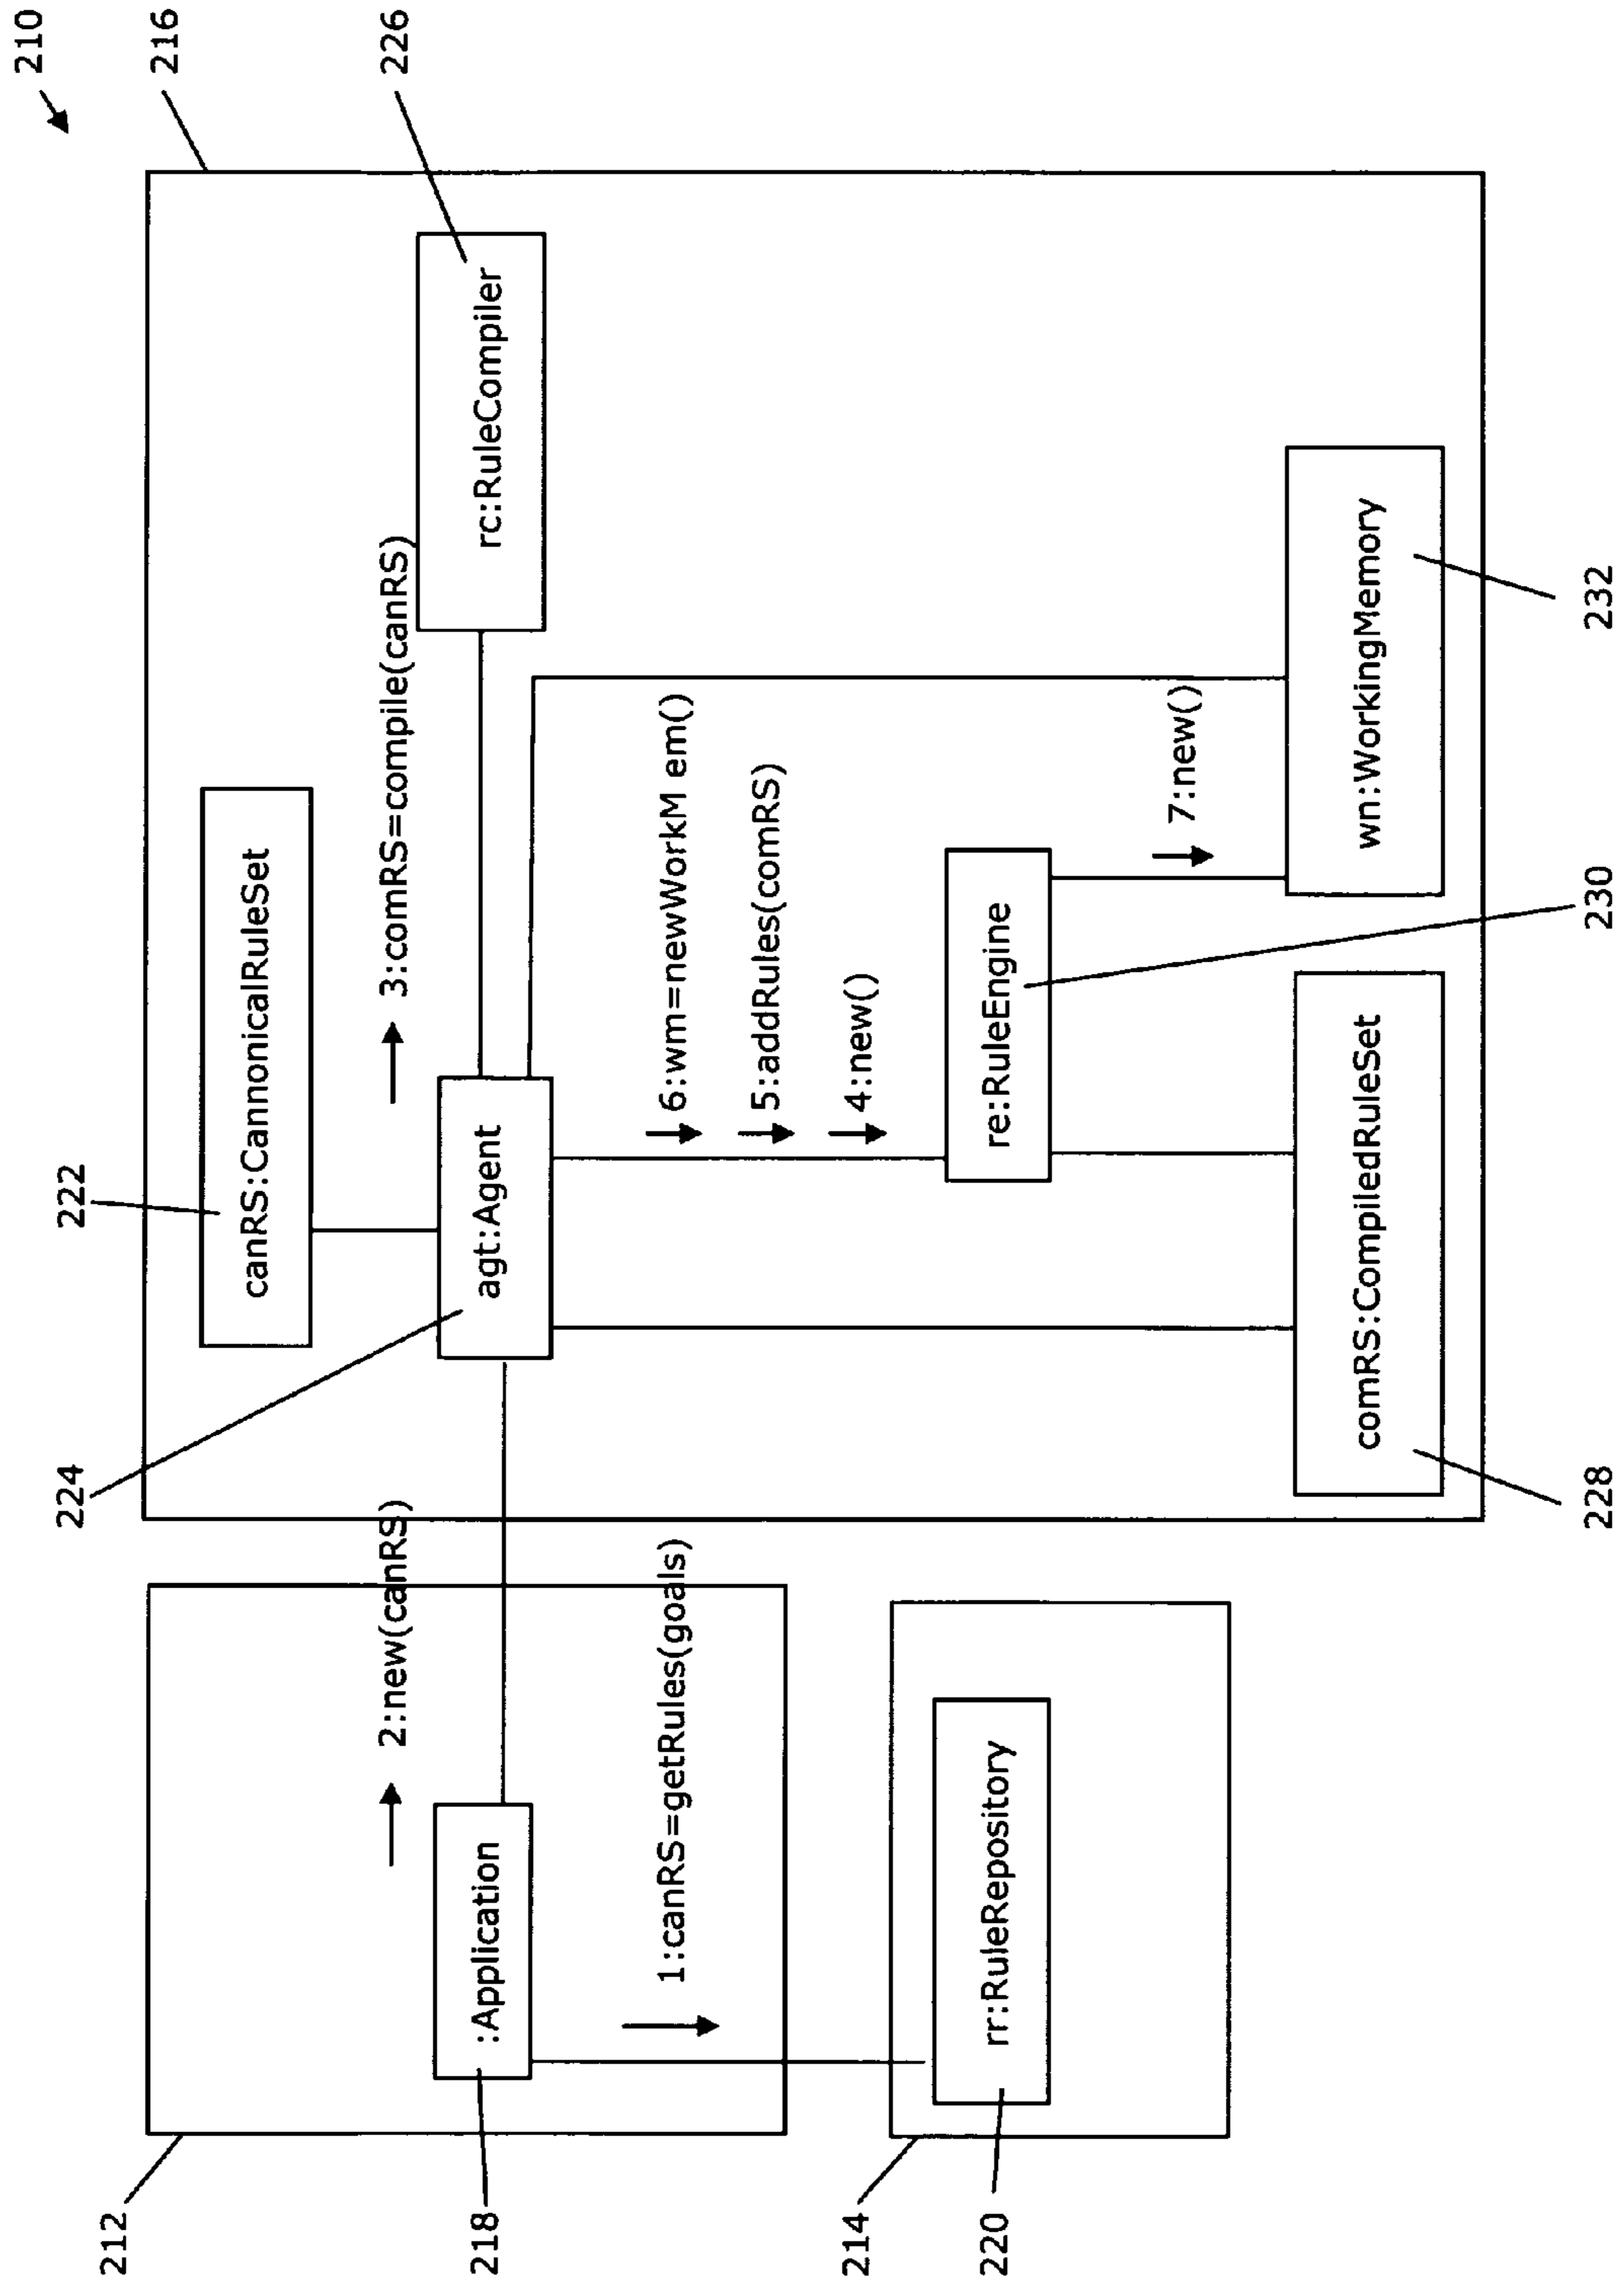 210
216
226
222
canRS:CannonicalRuleSet
224
2:new(canRS)
3:comRS=compile(canRS)
rc:RuleCompiler
212
218
:Application
agt:Agent
1:canRS=getRules(goals)
6:wm=newWorkM em()
5:addRules(comRS)
4:new()
214
220
rr:RuleRepository
re:RuleEngine
7:new()
comRS:CompiledRuleSet
wn:WorkingMemory
228
230
232